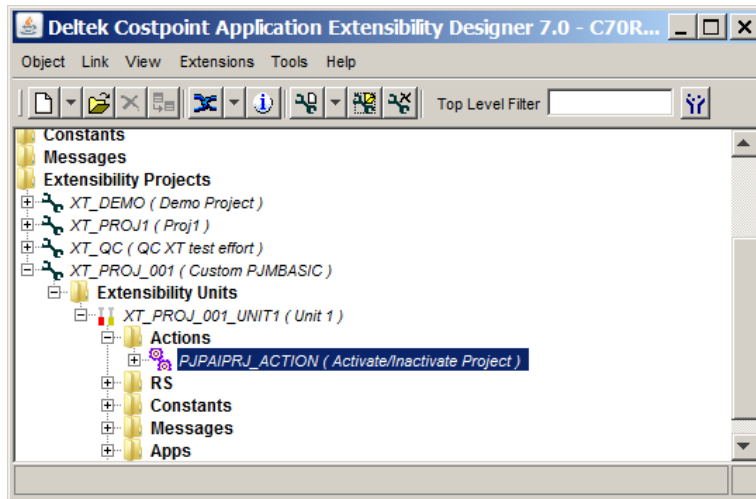 Deltek Costpoint Application Extensibility Designer 7.0 - C70R...
Object Link View Extensions Tools Help
Top Level Filter
Constants
Messages
Extensibility Projects
XT_DEMO ( Demo Project )
XT_PROJ1 ( Proj1 )
XT_QC ( QC XT test effort )
XT_PROJ_001 ( Custom PJMBASIC )
Extensibility Units
XT_PROJ_001_UNIT1 ( Unit 1 )
Actions
PJPAIPRJ_ACTION ( Activate/Inactivate Project )
RS
Constants
Messages
Apps